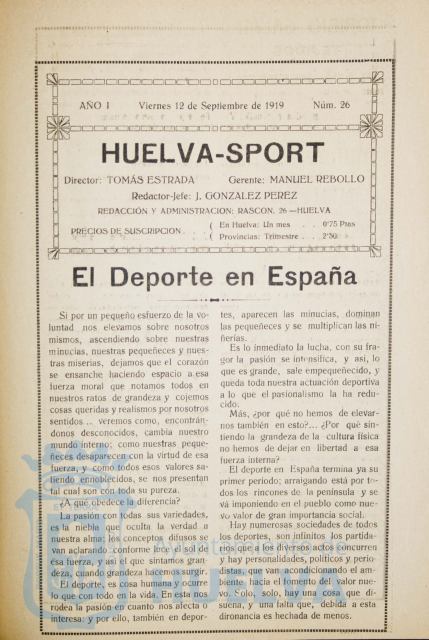 AÑO I Viernes 12 de Septiembre de 1919 Núm. 26
HUELVA-SPORT
Director: TOMÁS ESTRADA Gerente: MANUEL REBOLLO
Redactor-Jefe: J. GONZALEZ PEREZ
REDACCIÓN Y ADMINISTRACION: RASCON, 26 —HUELVA
PRECIOS DE SUSCRIPCION . . ( En Huelva: Un mes . . 0'75 Ptas
( Provincias: Trimestre . . . 2'50
El Deporte en España
Si por un pequeño esfuerzo de la vo-
luntad nos elevamos sobre nosotros
mismos, ascendiendo sobre nuestras
minucias, nuestras pequeñeces y nues-
tras miserias, dejamos que el corazón
se ensanche haciendo espacio a esa
fuerza moral que notamos todos en
nuestros ratos de grandeza y cojemos
cosas queridas y realismos por nosotros
sentidos... veremos como, encontrán-
donos desconocidos, cambia nuestro
mundo interno; como nuestras peque-
ñeces desaparecen con la virtud de esa
fuerza, y como todos esos valores sa-
liendo ennoblecidos, se nos presentan
tal cual son con toda su pureza.
¿A qué obedece la diferencia?
La pasión con todas sus variedades,
es la niebla que oculta la verdad a
nuestra alma; los conceptos difusos se
van aclarando conforme luce el sol de
esa fuerza, y así el que sintamos gran-
deza, cuando grandeza hacemos surgir.
El deporte, es cosa humana y ocurre
lo que con todo en la vida. En esta nos
rodea la pasión en cuanto nos afecta o
interesa: y por ello, también en depor-
tes, aparecen las minucias, dominan
las pequeñeces y se multiplican las ni-
ñerías.
Es lo inmediato la lucha, con su fra-
gor la pasión se intensifica, y así, lo
que es grande, sale empequeñecido, y
queda toda nuestra actuación deportiva
a lo que el pasionalismo la ha redu-
cido.
Más, ¿por qué no hemos de elevar-
nos también en esto?... ¿Por qué sin-
tiendo la grandeza de la cultura física
no hemos de dejar en libertad a esa
fuerza interna?
El deporte en España termina ya su
primer periodo; arraigando está por to-
dos los rincones de la península y se
vá imponiendo en el pueblo como nue-
vo valor de gran importancia social.
Hay numerosas sociedades de todos
los deportes, son infinitos los partida-
rios que a los diversos actos concurren
y hay personalidades, políticos y perio-
distas, que van acondicionando el am-
biente hacia el fomento del valor nue-
vo. Solo, solo, hay una cosa que di-
suena, y una falta que, debida a esta
dironancia es hechada de menos.